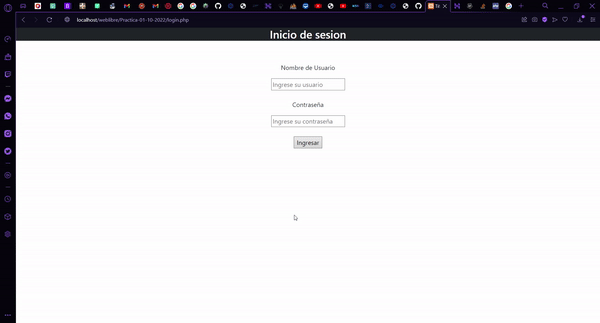 localhost/weblibre/Practica-01-10-2022/login.php
Inicio de sesion
Nombre de Usuario
Ingrese su usuario
Contraseña
Ingrese su contraseña
Ingresar